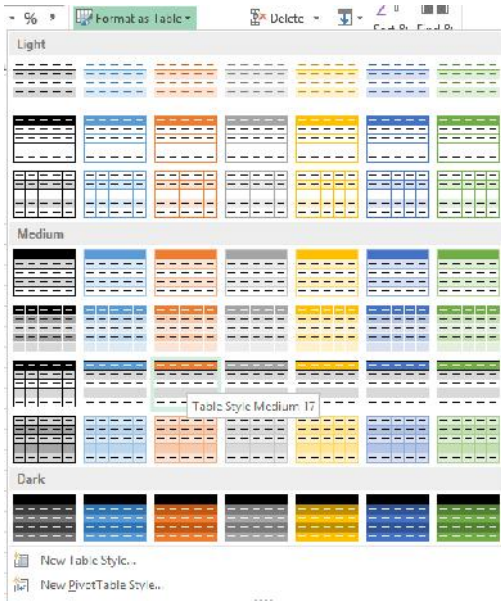 % Format as Table
Delete
Light
Medium
Table Style Medium 17
Dark
New Table Style...
New PivotTable Style...